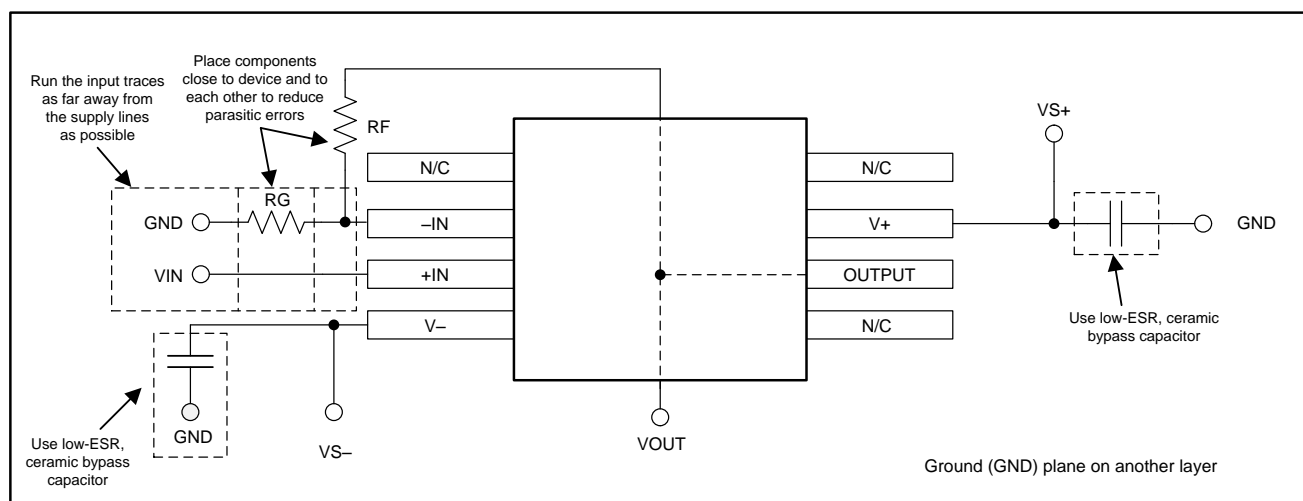 Place components
close to device and to
each other to reduce
parasitic errors
Run the input traces
as far away from
the supply lines
as possible
RF
VS+
N/C
N/C
RG
GND
–IN
V+
GND
VIN
+IN
OUTPUT
V–
N/C
Use low-ESR, ceramic
bypass capacitor
GND
Use low-ESR,
ceramic bypass
capacitor
VS–
VOUT
Ground (GND) plane on another layer